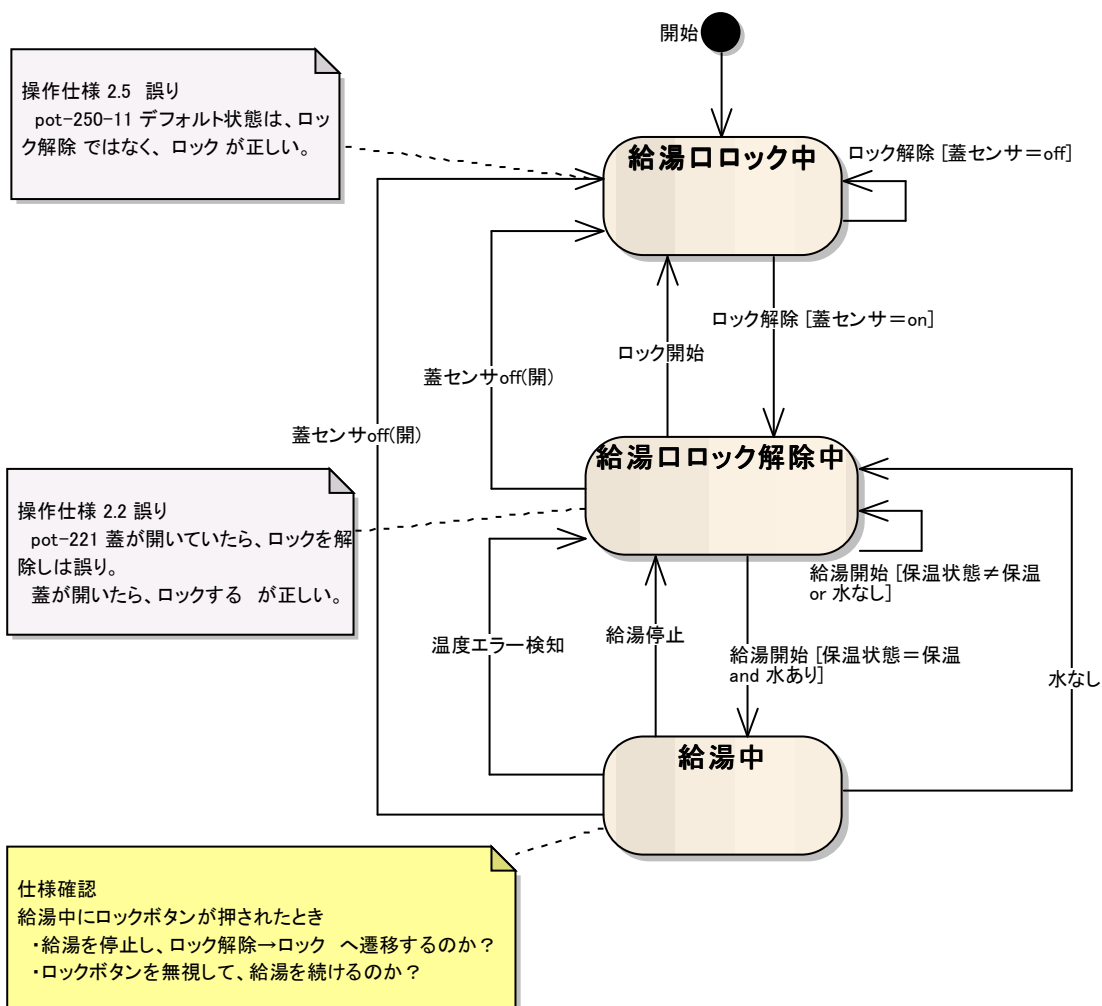 開始
操作仕様 2.5 誤り
pot-250-11 デフォルト状態は、ロッ
ク解除 ではなく、 ロック が正しい。
給湯口ロック中
ロック解除 [蓋センサ＝off]
ロック解除 [蓋センサ＝on]
ロック開始
蓋センサoff(開)
蓋センサoff(開)
給湯口ロック解除中
操作仕様 2.2 誤り
pot-221 蓋が開いていたら、ロックを解
除しは誤り。
蓋が開いたら、ロックする が正しい。
給湯開始 [保温状態≠保温
or 水なし]
温度エラー検知
給湯停止
給湯開始 [保温状態＝保温
and 水あり]
水なし
給湯中
仕様確認
給湯中にロックボタンが押されたとき
・給湯を停止し、ロック解除→ロック へ遷移するのか？
・ロックボタンを無視して、給湯を続けるのか？